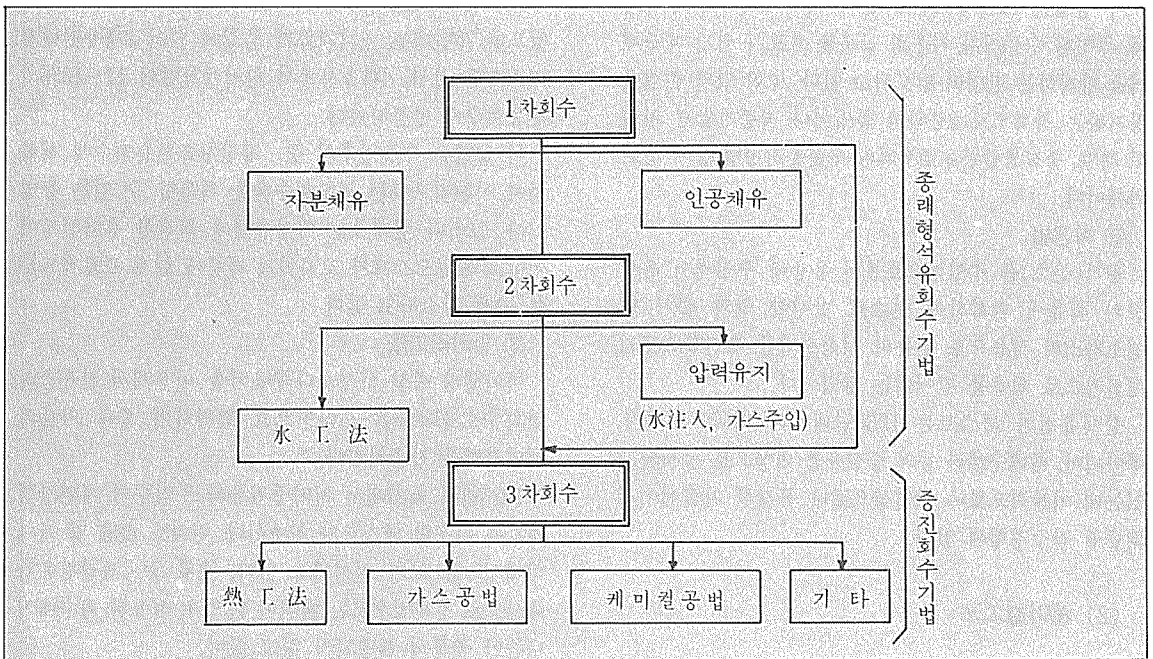 1차회수
자분채유
인공채유
2차회수
압력유지
(水注人, 가스주입)
水工法
3차회수
熱工法
가스공법
케미컬공법
기타
종래형석유회수기법
증진회수기법